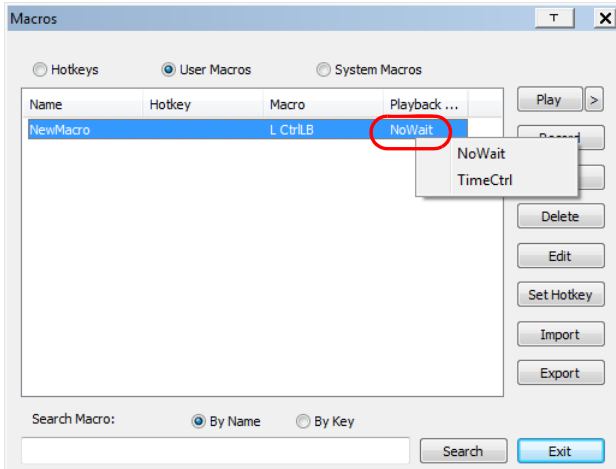 Macros
Hotkeys User Macros System Macros
Name Hotkey Macro Playback ...
Play >
NewMacro L CtrlLB NoWait
Record
NoWait
TimeCtrl
Delete
Edit
Set Hotkey
Import
Export
Search Macro: By Name By Key
Search Exit